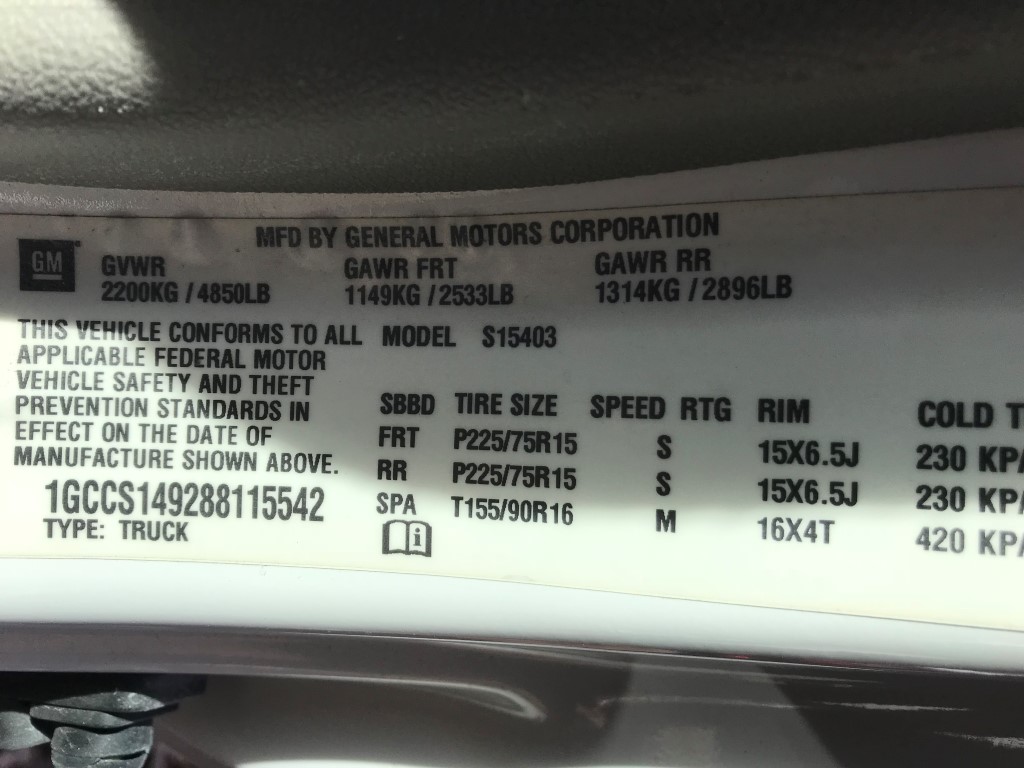 MFD BY GENERAL MOTORS CORPORATION
GM
GVWR GAWR FRT GAWR RR
2200KG / 4850LB 1149KG / 2533LB 1314KG / 2896LB
THIS VEHICLE CONFORMS TO ALL MODEL S15403
APPLICABLE FEDERAL MOTOR
VEHICLE SAFETY AND THEFT
PREVENTION STANDARDS IN
EFFECT ON THE DATE OF
MANUFACTURE SHOWN ABOVE.
1GCCS149288115542
TYPE: TRUCK
SBBD TIRE SIZE SPEED RTG RIM COLD T
FRT P225/75R15 S 15X6.5J 230 KPA
RR P225/75R15 S 15X6.5J 230 KPA
SPA T155/90R16 M 16X4T 420 KPA
i